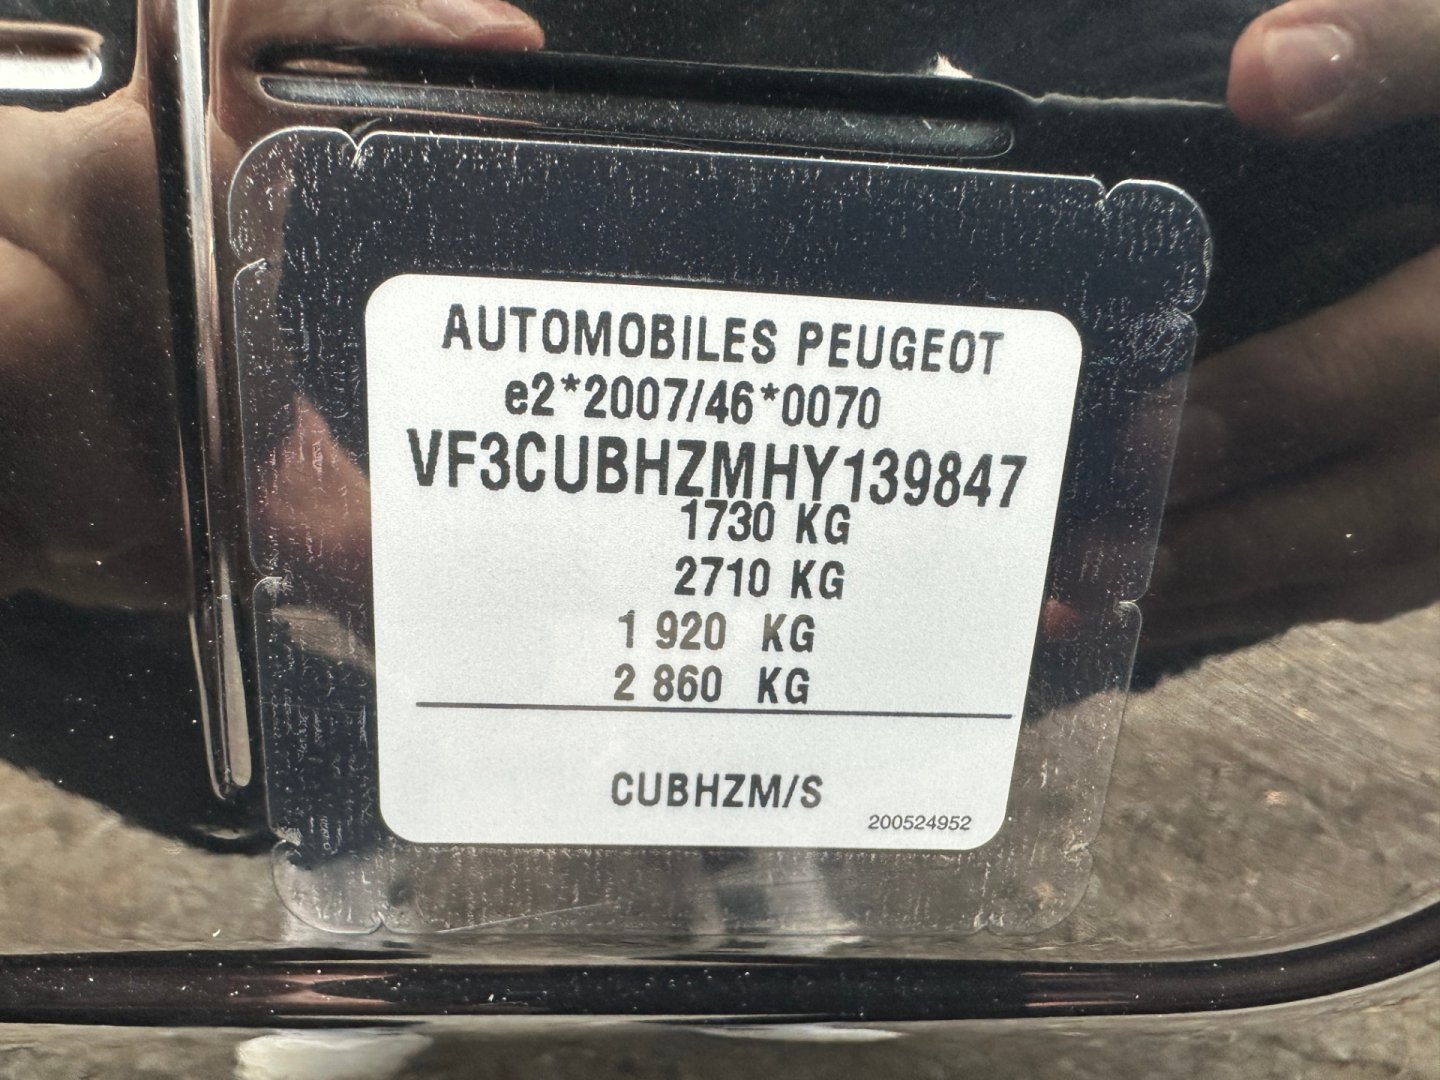 AUTOMOBILES PEUGEOT
e2*2007/46*0070
VF3CUBHZMHY139847
1730 KG
2710 KG
1 920 KG
2 860 KG
CUBHZM/S
200524952